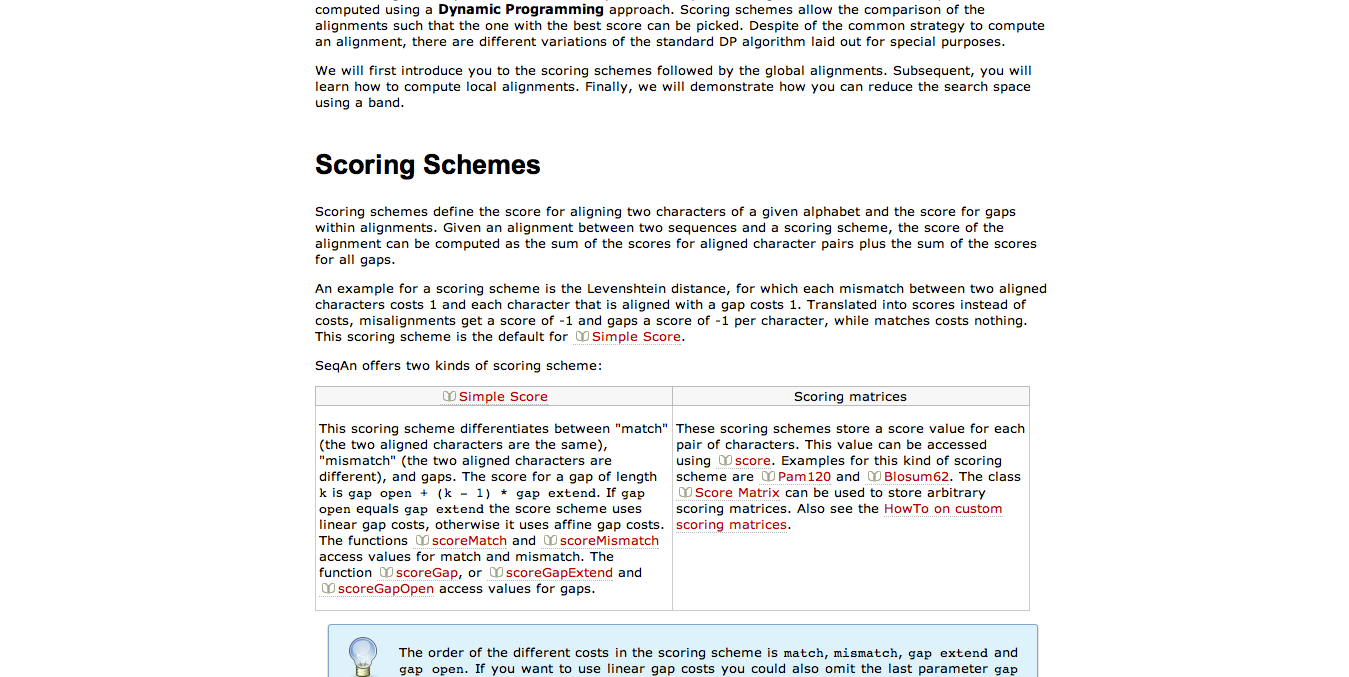 computed using a Dynamic Programming approach. Scoring schemes allow the comparison of the
alignments such that the one with the best score can be picked. Despite of the common strategy to compute
an alignment, there are different variations of the standard DP algorithm laid out for special purposes.
We will first introduce you to the scoring schemes followed by the global alignments. Subsequent, you will
learn how to compute local alignments. Finally, we will demonstrate how you can reduce the search space
using a band.
Scoring Schemes
Scoring schemes define the score for aligning two characters of a given alphabet and the score for gaps
within alignments. Given an alignment between two sequences and a scoring scheme, the score of the
alignment can be computed as the sum of the scores for aligned character pairs plus the sum of the scores
for all gaps.
An example for a scoring scheme is the Levenshtein distance, for which each mismatch between two aligned
characters costs 1 and each character that is aligned with a gap costs 1. Translated into scores instead of
costs, misalignments get a score of -1 and gaps a score of -1 per character, while matches costs nothing.
This scoring scheme is the default for Simple Score.
SeqAn offers two kinds of scoring scheme:
Simple Score
This scoring scheme differentiates between "match"
(the two aligned characters are the same),
"mismatch" (the two aligned characters are
different), and gaps. The score for a gap of length
k is gap open + (k - 1) * gap extend. If gap
open equals gap extend the score scheme uses
linear gap costs, otherwise it uses affine gap costs.
The functions scoreMatch and scoreMismatch
access values for match and mismatch. The
function scoreGap, or scoreGapExtend and
scoreGapOpen access values for gaps.
Scoring matrices
These scoring schemes store a score value for each
pair of characters. This value can be accessed
using score. Examples for this kind of scoring
scheme are Pam120 and Blosum62. The class
Score Matrix can be used to store arbitrary
scoring matrices. Also see the HowTo on custom
scoring matrices.
The order of the different costs in the scoring scheme is match, mismatch, gap extend and
gap open. If you want to use linear gap costs you could also omit the last parameter gap